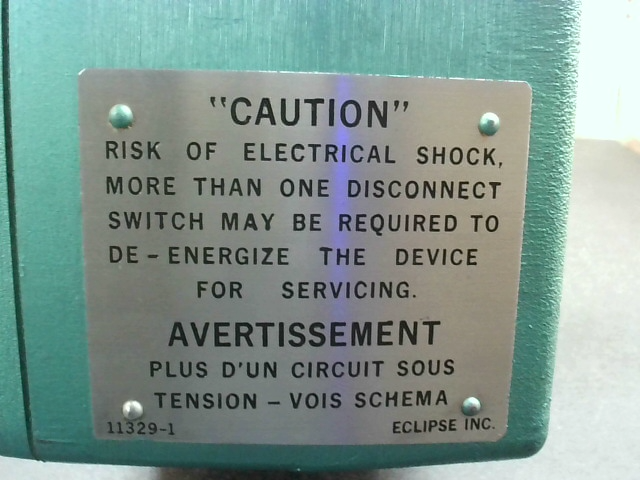 "CAUTION"
RISK OF ELECTRICAL SHOCK,
MORE THAN ONE DISCONNECT
SWITCH MAY BE REQUIRED TO
DE-ENERGIZE THE DEVICE
FOR SERVICING.
AVERTISSEMENT
PLUS D'UN CIRCUIT SOUS
TENSION - VOIS SCHEMA
11329-1 ECLIPSE INC.